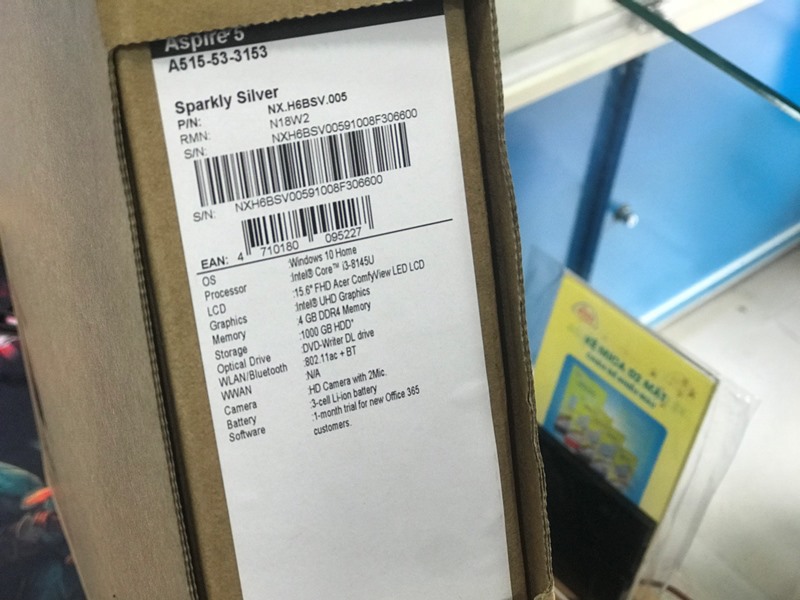 Aspire 5
A515-53-3153
Sparkly Silver
P/N: NX.H6BSV.005
RMN: N18W2
S/N: NXH6BSV00591008F306600
S/N: NXH6BSV00591008F306600
EAN: 4 710180 095227
OS :Windows 10 Home
Processor :Intel® Core™ i3-8145U
LCD :15.6" FHD Acer ComfyView LED LCD
Graphics :Intel® UHD Graphics
Memory :4 GB DDR4 Memory
Storage :1000 GB HDD*
Optical Drive :DVD-Writer DL drive
WLAN/Bluetooth :802.11ac + BT
WWAN :N/A
Camera :HD Camera with 2Mic
Battery :3-cell Li-ion battery
Software :1-month trial for new Office 365
customers.
KỆ MICA ĐỂ MẶT